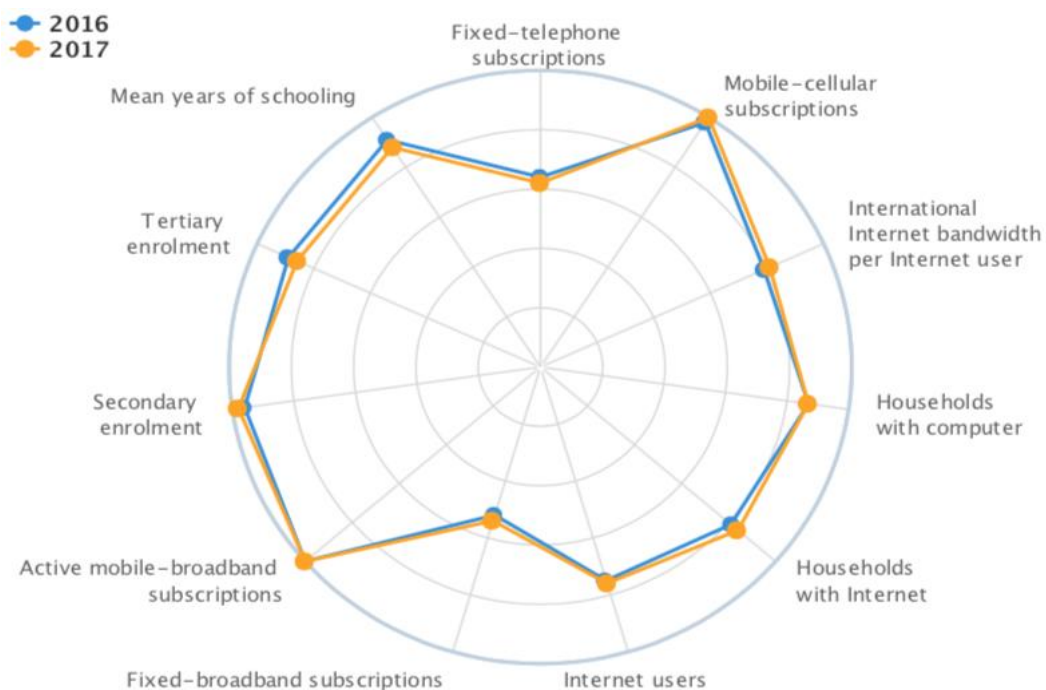 2016
2017
Fixed-telephone
subscriptions
Mobile-cellular
subscriptions
International
Internet bandwidth
per Internet user
Households
with computer
Households
with Internet
Internet users
Fixed-broadband subscriptions
Active mobile-broadband
subscriptions
Secondary
enrolment
Tertiary
enrolment
Mean years of schooling